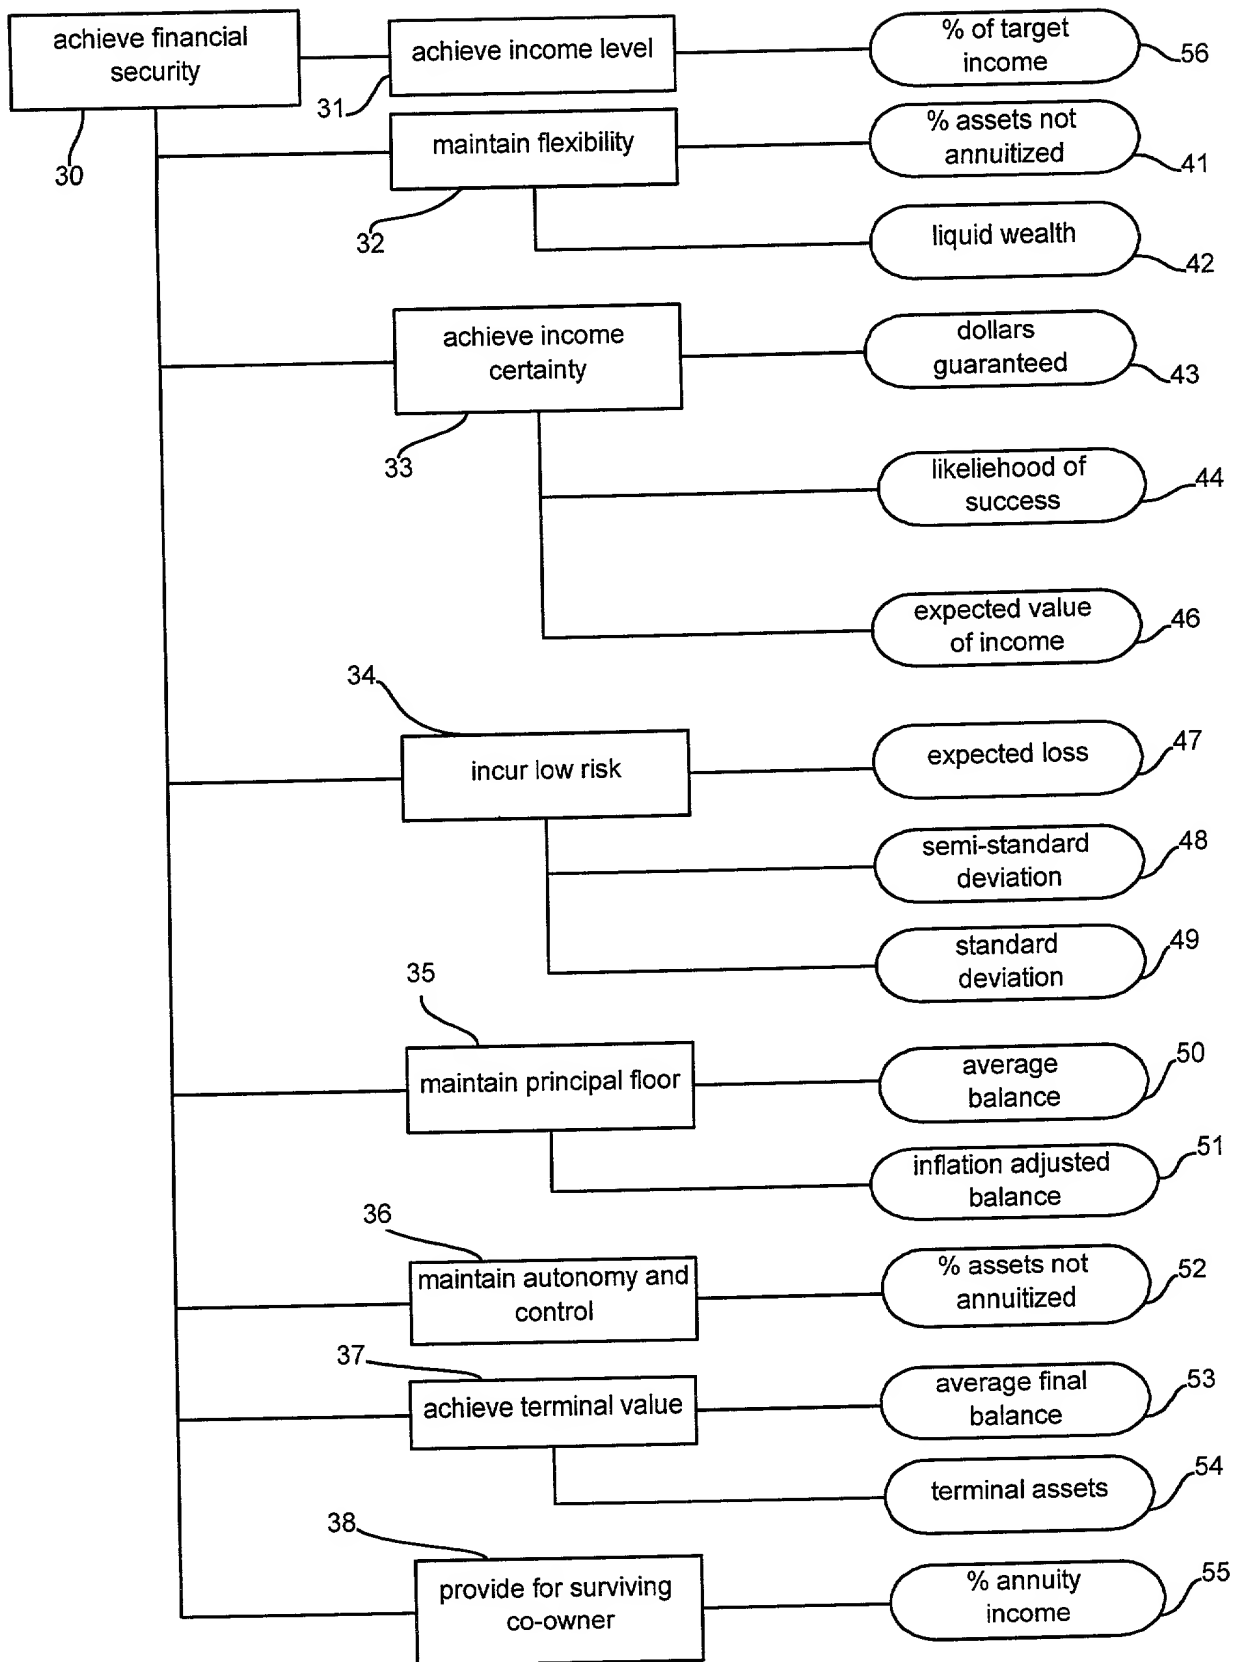 achieve financial
security
30
achieve income level
31
% of target
income
56
maintain flexibility
32
% assets not
annuitized
41
liquid wealth
42
achieve income
certainty
33
dollars
guaranteed
43
likeliehood of
success
44
expected value
of income
46
34
incur low risk
expected loss
47
semi-standard
deviation
48
standard
deviation
49
35
maintain principal floor
average
balance
50
inflation adjusted
balance
51
36
maintain autonomy and
control
% assets not
annuitized
52
37
achieve terminal value
average final
balance
53
terminal assets
54
38
provide for surviving
co-owner
% annuity
income
55